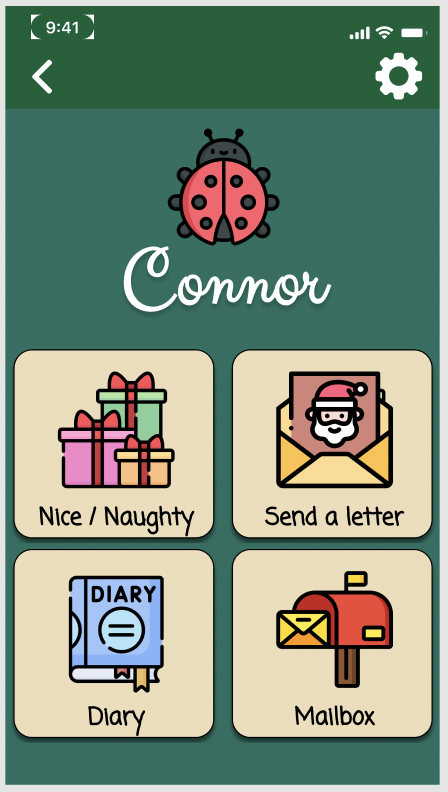 9:41
Connor
Nice / Naughty
Send a letter
DIARY
Diary
Mailbox